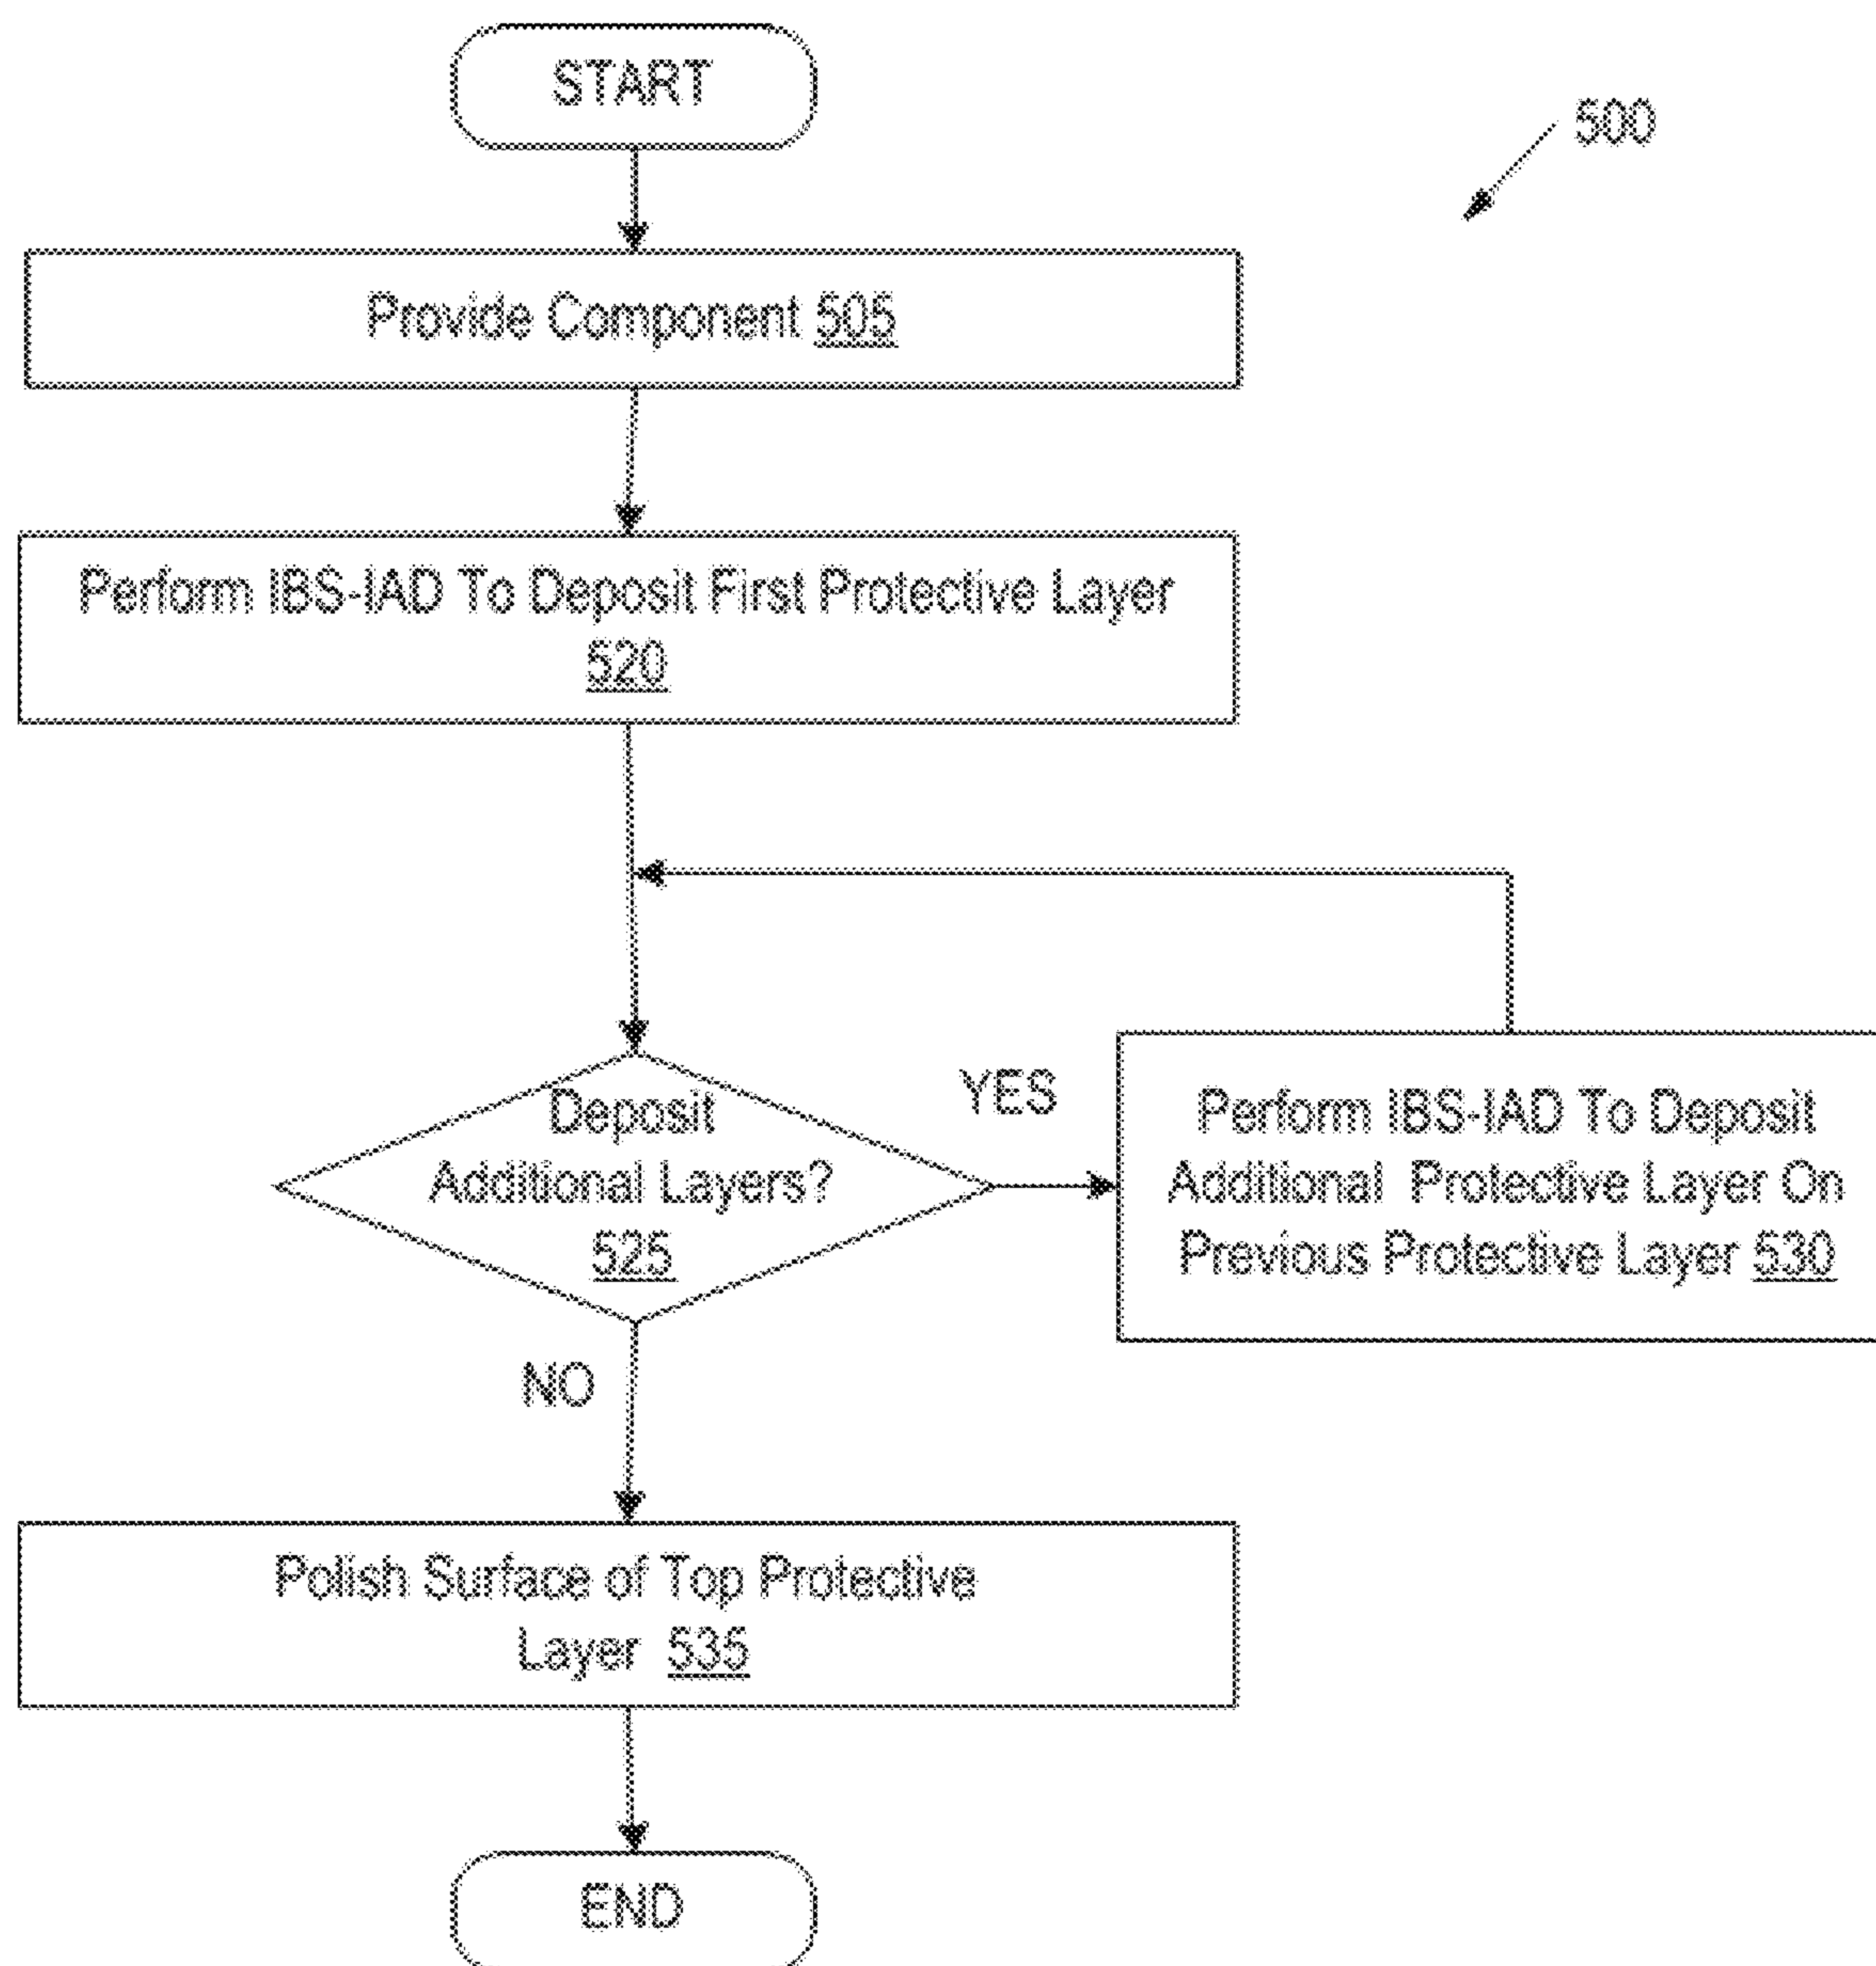 START
500
Provide Component 505
Perform IBS-IAD To Deposit First Protective Layer
520
Deposit
Additional Layers?
525
YES
Perform IBS-IAD To Deposit
Additional Protective Layer On
Previous Protective Layer 530
NO
Polish Surface of Top Protective
Layer 535
END